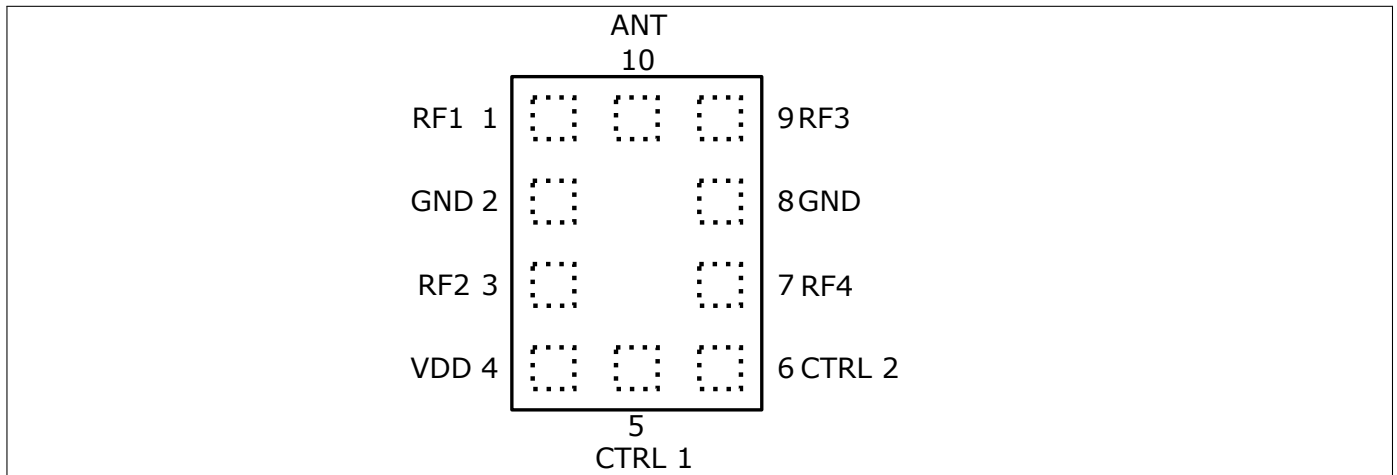 ANT
10
RF1 1
9 RF3
GND 2
8 GND
RF2 3
7 RF4
VDD 4
6 CTRL 2
5
CTRL 1